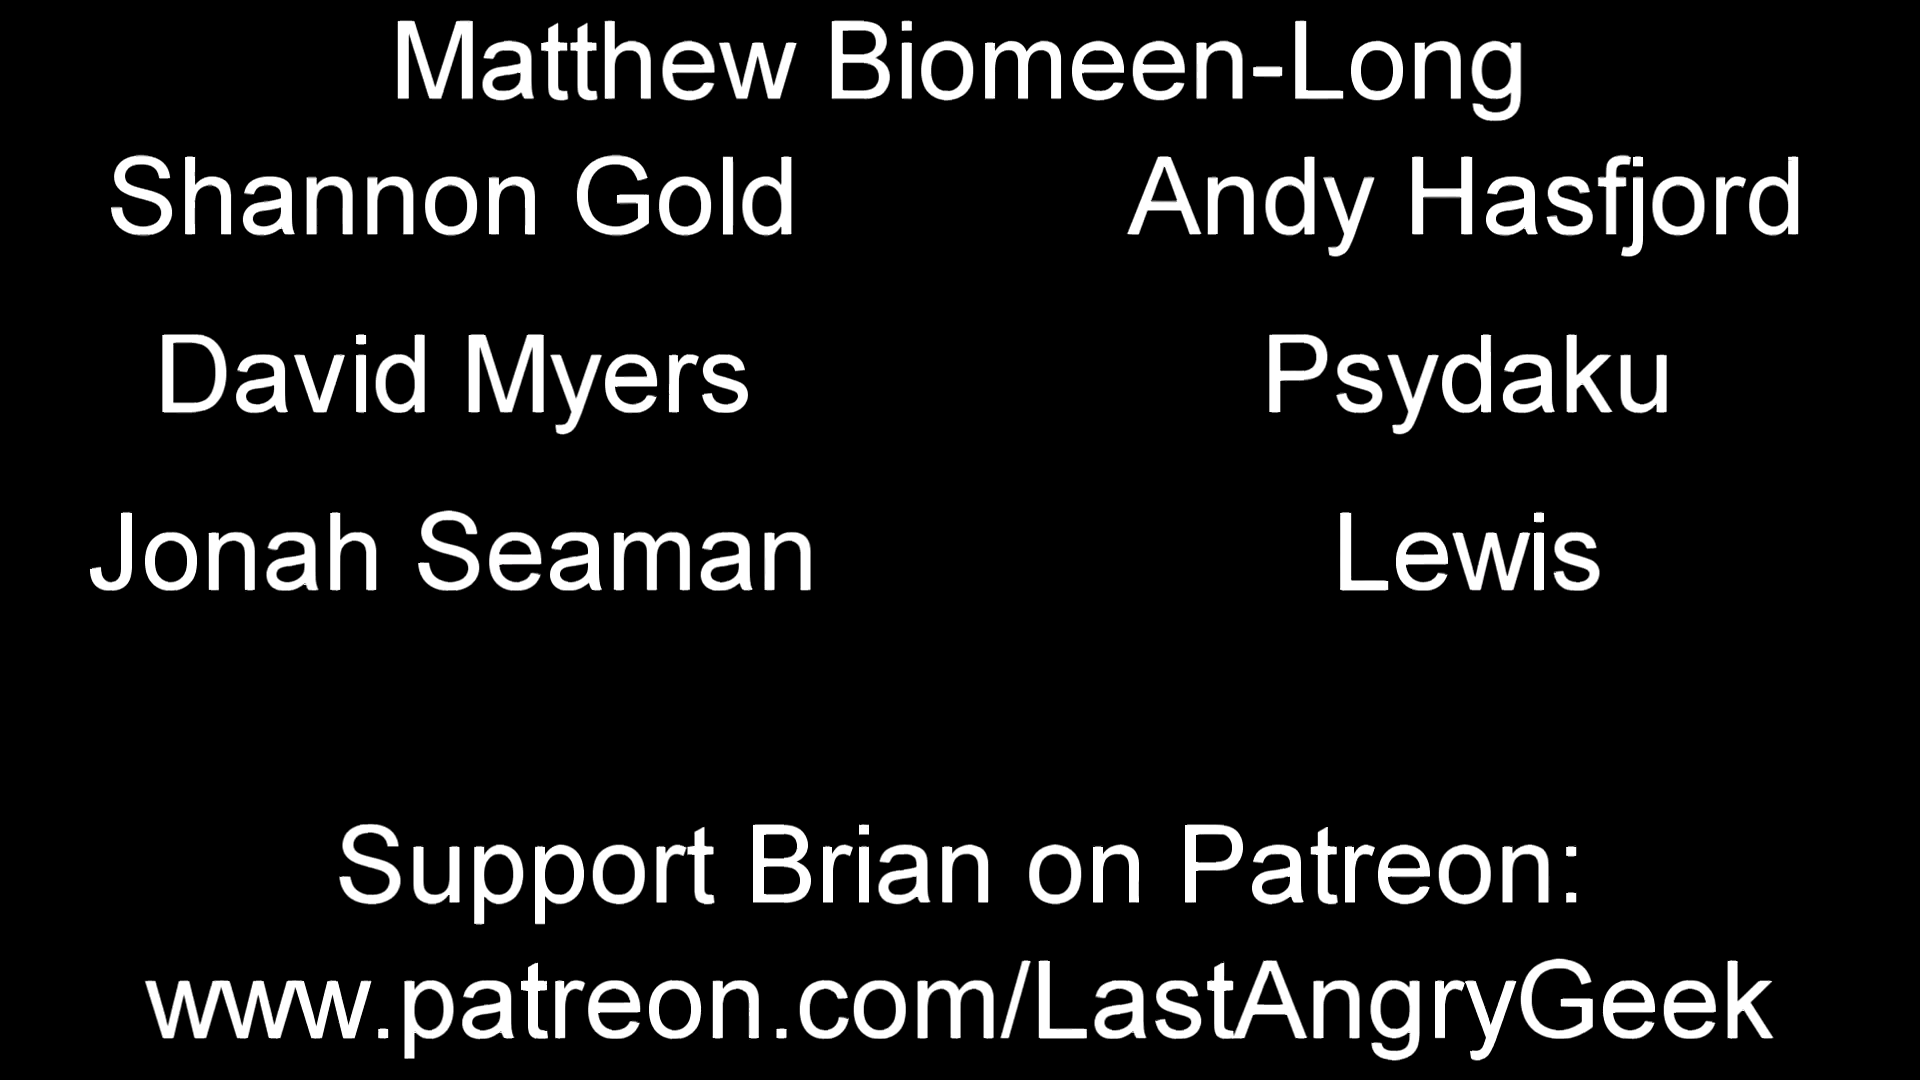 Matthew Biomeen-Long
Shannon Gold Andy Hasfjord
David Myers Psydaku
Jonah Seaman Lewis
Support Brian on Patreon:
www.patreon.com/LastAngryGeek